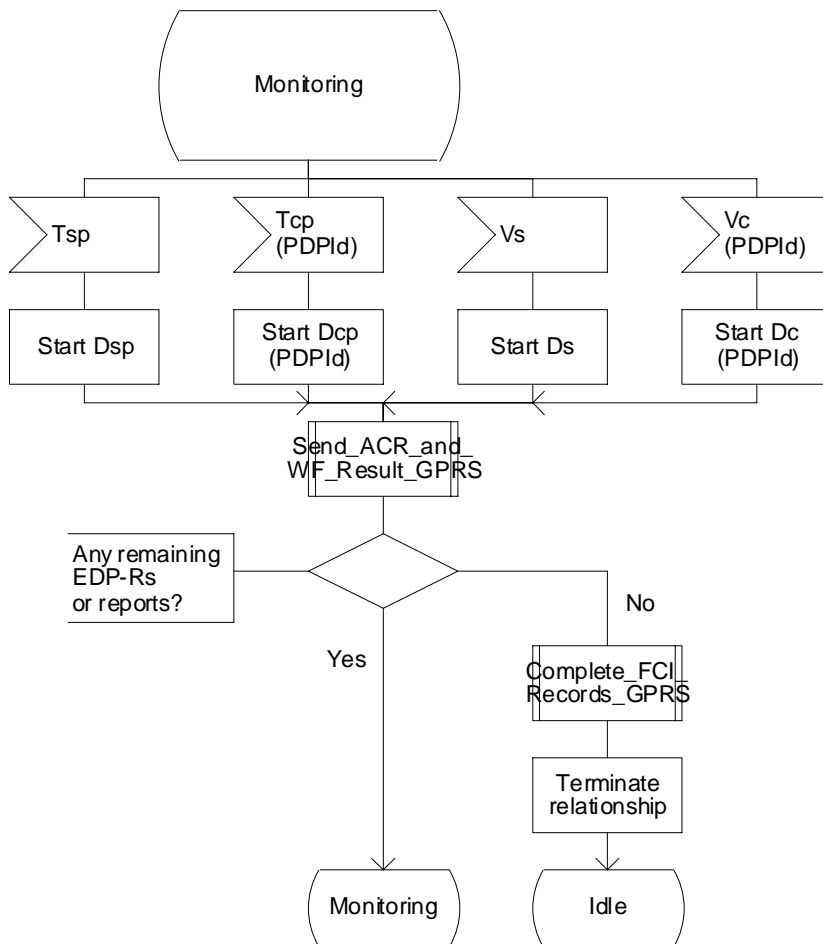 Monitoring
Tsp
Tcp
(PDPId)
Vs
Vc
(PDPId)
Start Dsp
Start Dcp
(PDPId)
Start Ds
Start Dc
(PDPId)
Send_ACR_and_
WF_Result_GPRS
Any remaining
EDP-Rs
or reports?
No
Yes
Complete_FCI_
Records_GPRS
Terminate
relationship
Monitoring
Idle